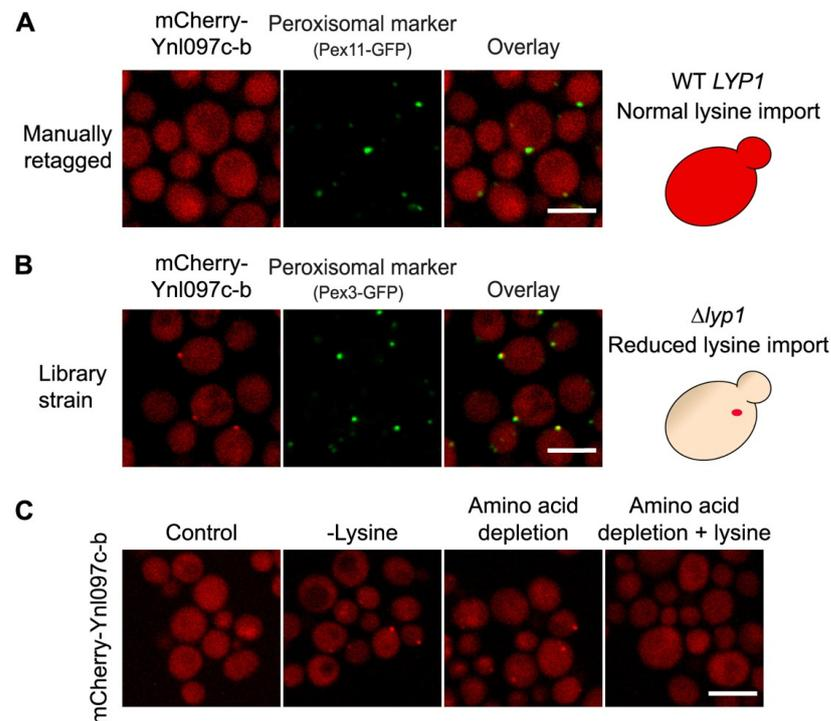 A
mCherry-
Ynl097c-b
Peroxisomal marker
(Pex11-GFP)
Overlay
Manually
retagged
WT LYP1
Normal lysine import
B
mCherry-
Ynl097c-b
Peroxisomal marker
(Pex3-GFP)
Overlay
Library
strain
Δlyp1
Reduced lysine import
C
Control
-Lysine
Amino acid
depletion
Amino acid
depletion + lysine
mCherry-Ynl097c-b